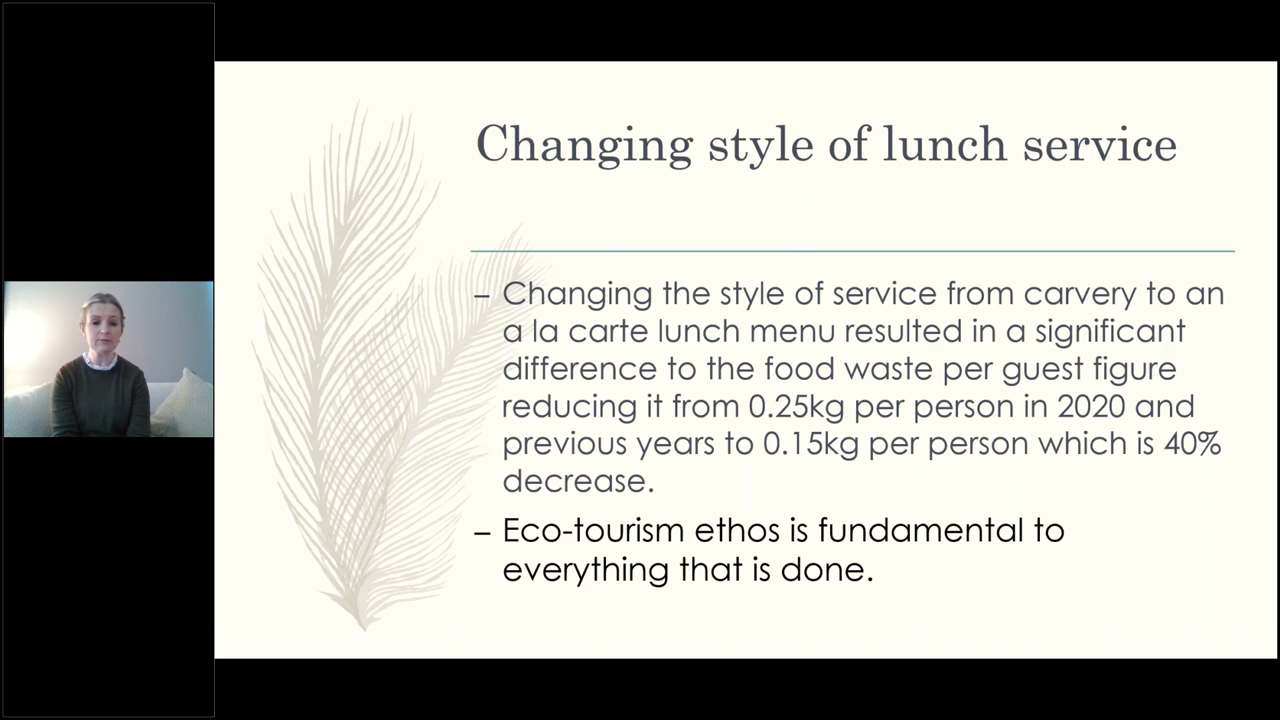 Changing style of lunch service
– Changing the style of service from carvery to an
a la carte lunch menu resulted in a significant
difference to the food waste per guest figure
reducing it from 0.25kg per person in 2020 and
previous years to 0.15kg per person which is 40%
decrease.
– Eco-tourism ethos is fundamental to
everything that is done.